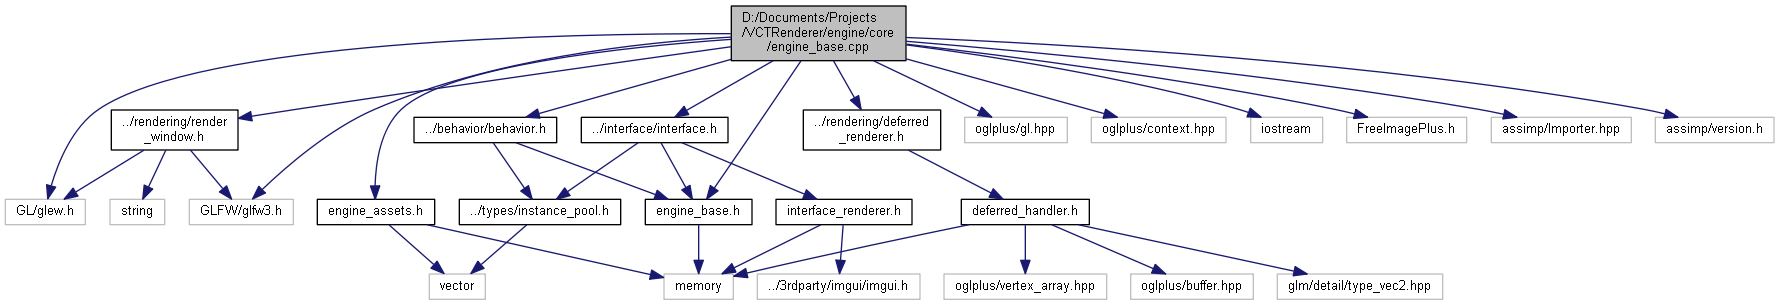 D:/Documents/Projects
/VCTRenderer/engine/core
/engine_base.cpp
../rendering/render
_window.h
../behavior/behavior.h
../interface/interface.h
../rendering/deferred
_renderer.h
oglplus/gl.hpp
oglplus/context.hpp
iostream
FreeImagePlus.h
assimp/Importer.hpp
assimp/version.h
GL/glew.h
string
GLFW/glfw3.h
engine_assets.h
../types/instance_pool.h
engine_base.h
interface_renderer.h
deferred_handler.h
vector
memory
../3rdparty/imgui/imgui.h
oglplus/vertex_array.hpp
oglplus/buffer.hpp
glm/detail/type_vec2.hpp